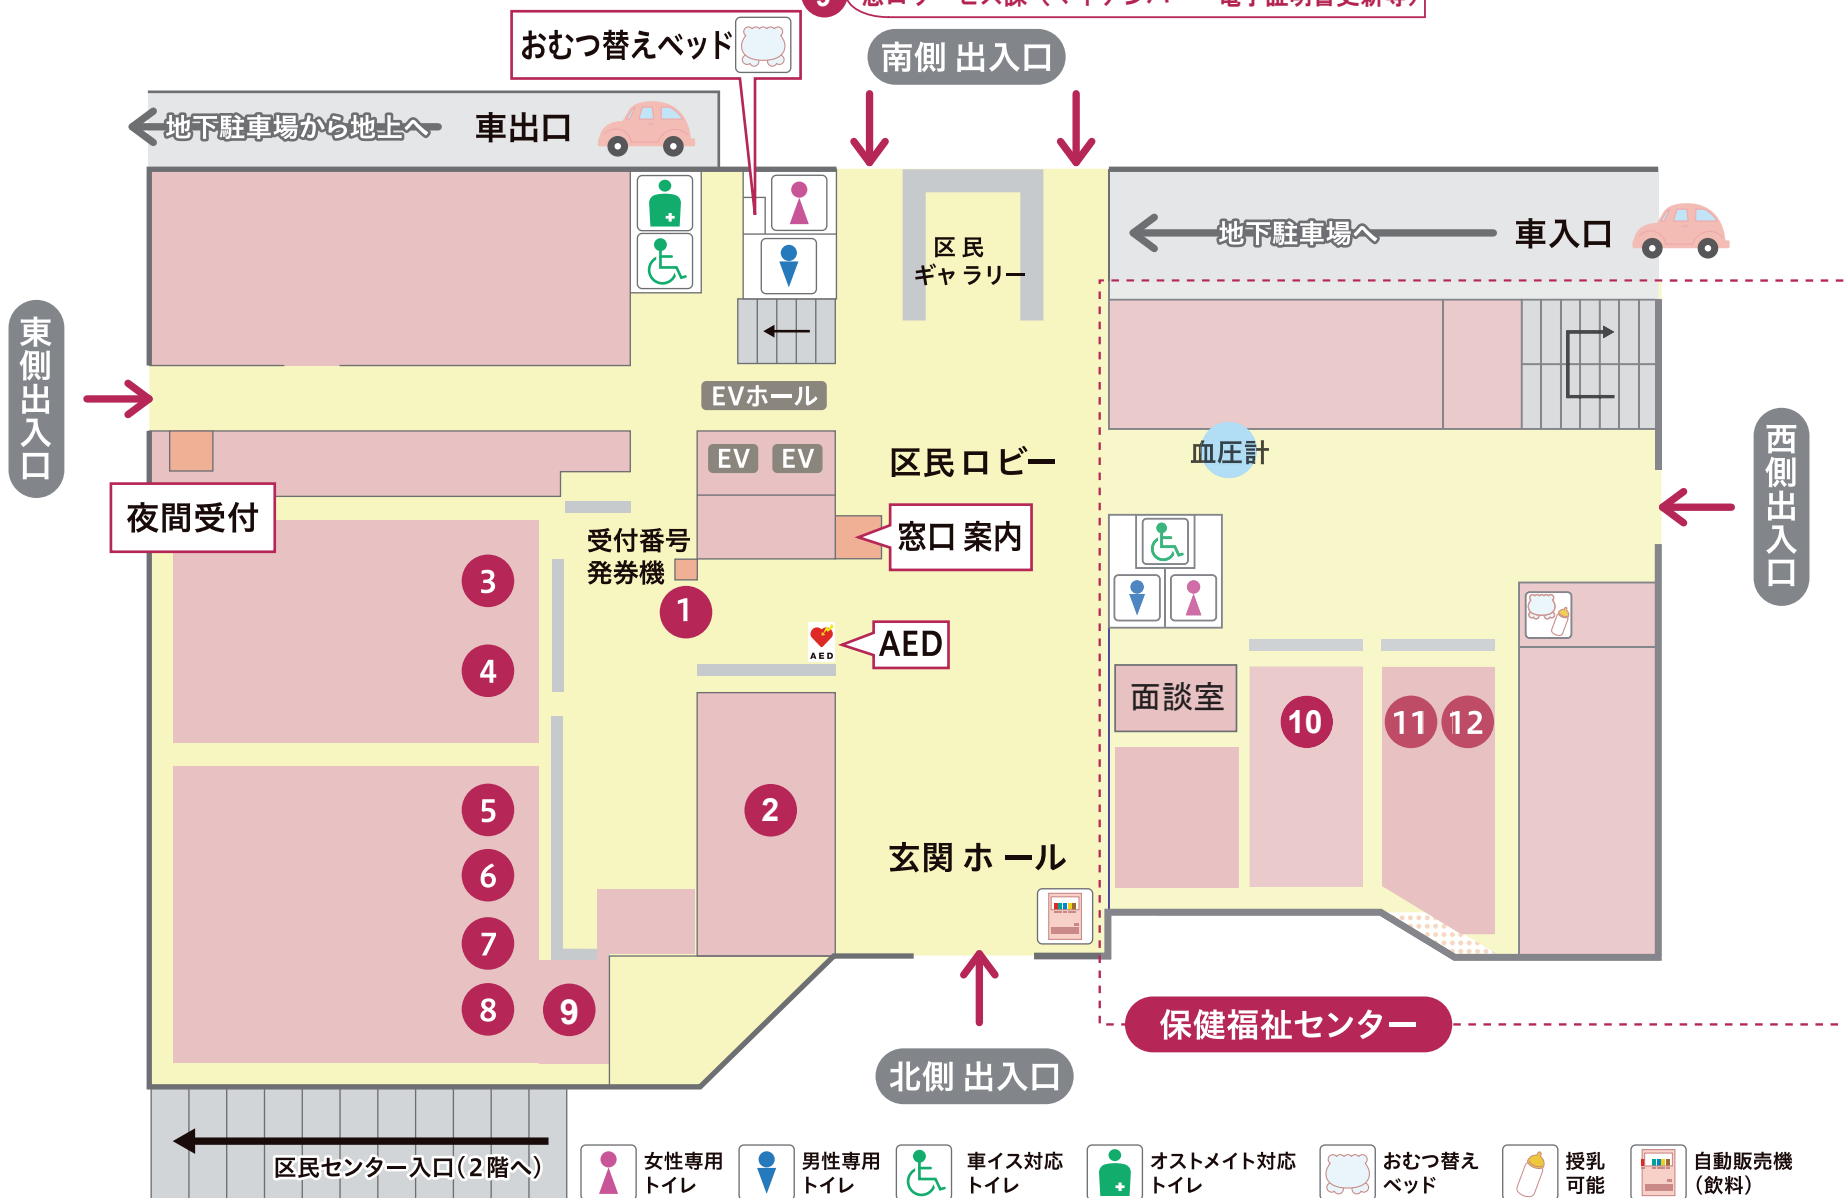 おむつ替えベッド
南側 出入口
地下駐車場から地上へ
車出口
区民
ギャラリー
地下駐車場へ
車入口
東側出入口
EVホール
EV EV
区民ロビー
血圧計
西側出入口
夜間受付
受付番号
発券機
窓口案内
1
AED
AED
3
4
面談室
10
11 12
5
2
6
7
8
9
玄関ホール
保健福祉センター
北側 出入口
区民センター入口(2階へ)
女性専用
トイレ
男性専用
トイレ
車イス対応
トイレ
オストメイト対応
トイレ
おむつ替え
ベッド
授乳
可能
自動販売機
(飲料)